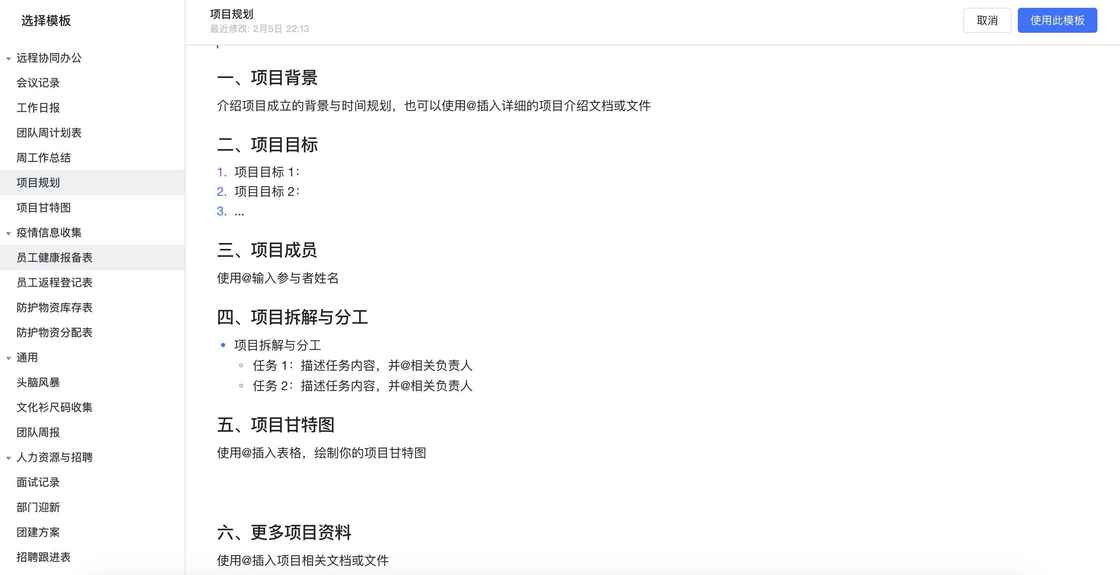 选择模板
远程协同办公
会议记录
工作日报
团队周计划表
周工作总结
项目规划
项目甘特图
疫情信息收集
员工健康报备表
员工返程登记表
防护物资库存表
防护物资分配表
通用
头脑风暴
文化衫尺码收集
团队周报
人力资源与招聘
面试记录
部门迎新
团建方案
招聘跟进表
项目规划
最近修改: 2月5日 22:13
取消
使用此模板
一、项目背景
介绍项目成立的背景与时间规划，也可以使用@插入详细的项目介绍文档或文件
二、项目目标
1. 项目目标 1：
2. 项目目标 2：
3. ...
三、项目成员
使用@输入参与者姓名
四、项目拆解与分工
• 项目拆解与分工
◦ 任务 1：描述任务内容，并@相关负责人
◦ 任务 2：描述任务内容，并@相关负责人
五、项目甘特图
使用@插入表格，绘制你的项目甘特图
六、更多项目资料
使用@插入项目相关文档或文件